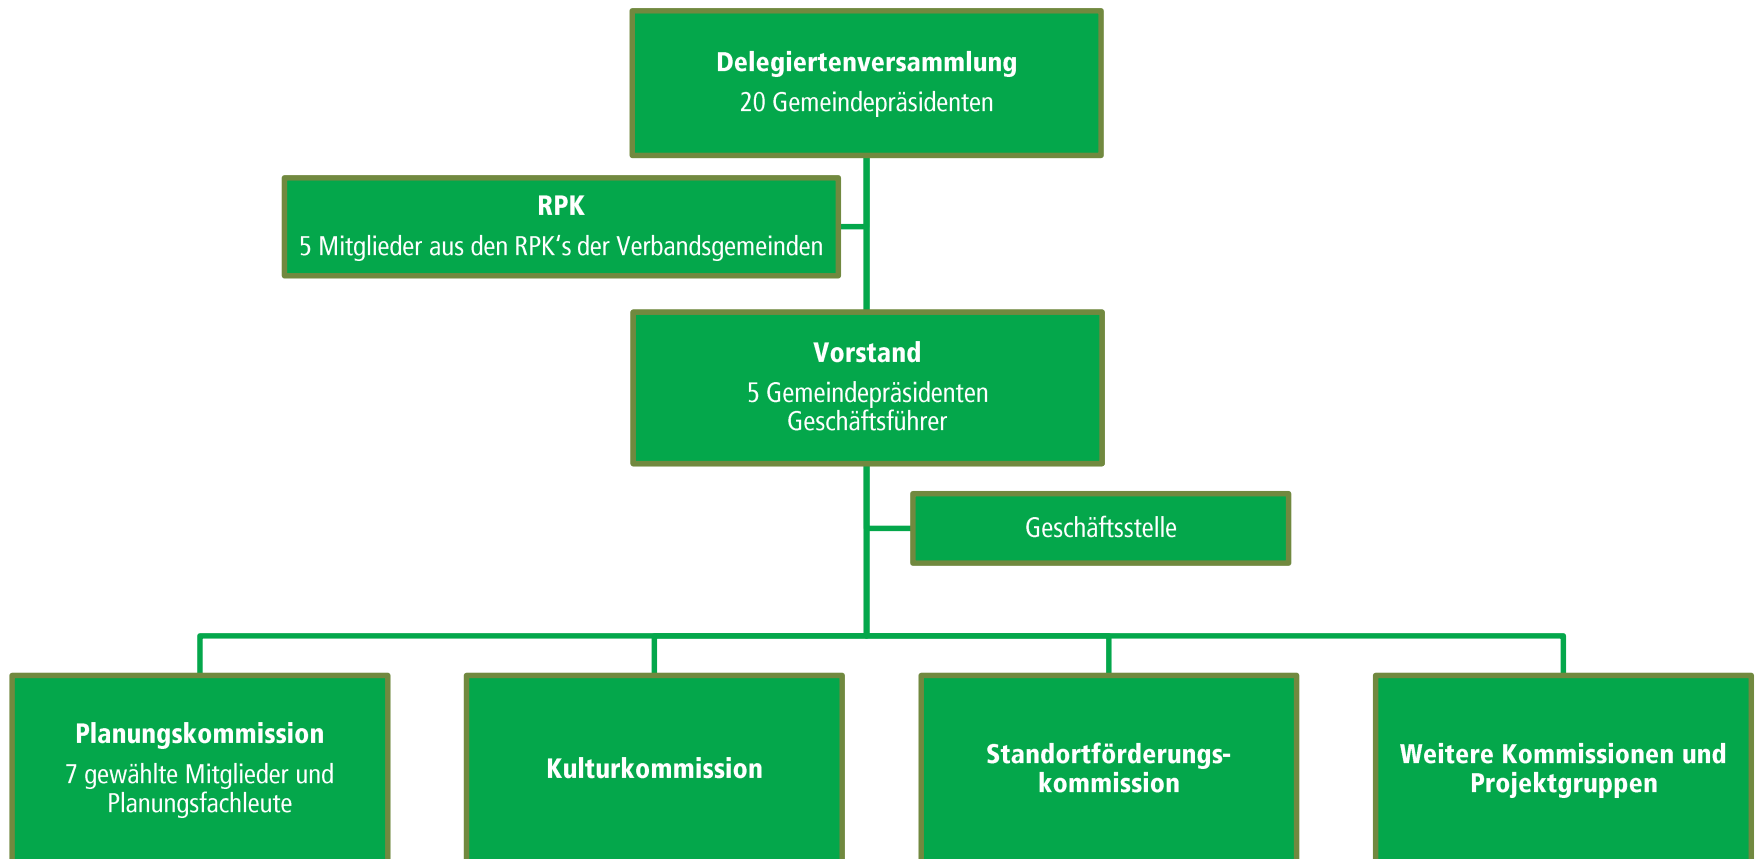 Delegiertenversammlung
20 Gemeindepräsidenten
RPK
5 Mitglieder aus den RPK‘s der Verbandsgemeinden
Vorstand
5 Gemeindepräsidenten
Geschäftsführer
Geschäftsstelle
Planungskommission
7 gewählte Mitglieder und
Planungsfachleute
Kulturkommission
Standortförderungs-
kommission
Weitere Kommissionen und
Projektgruppen